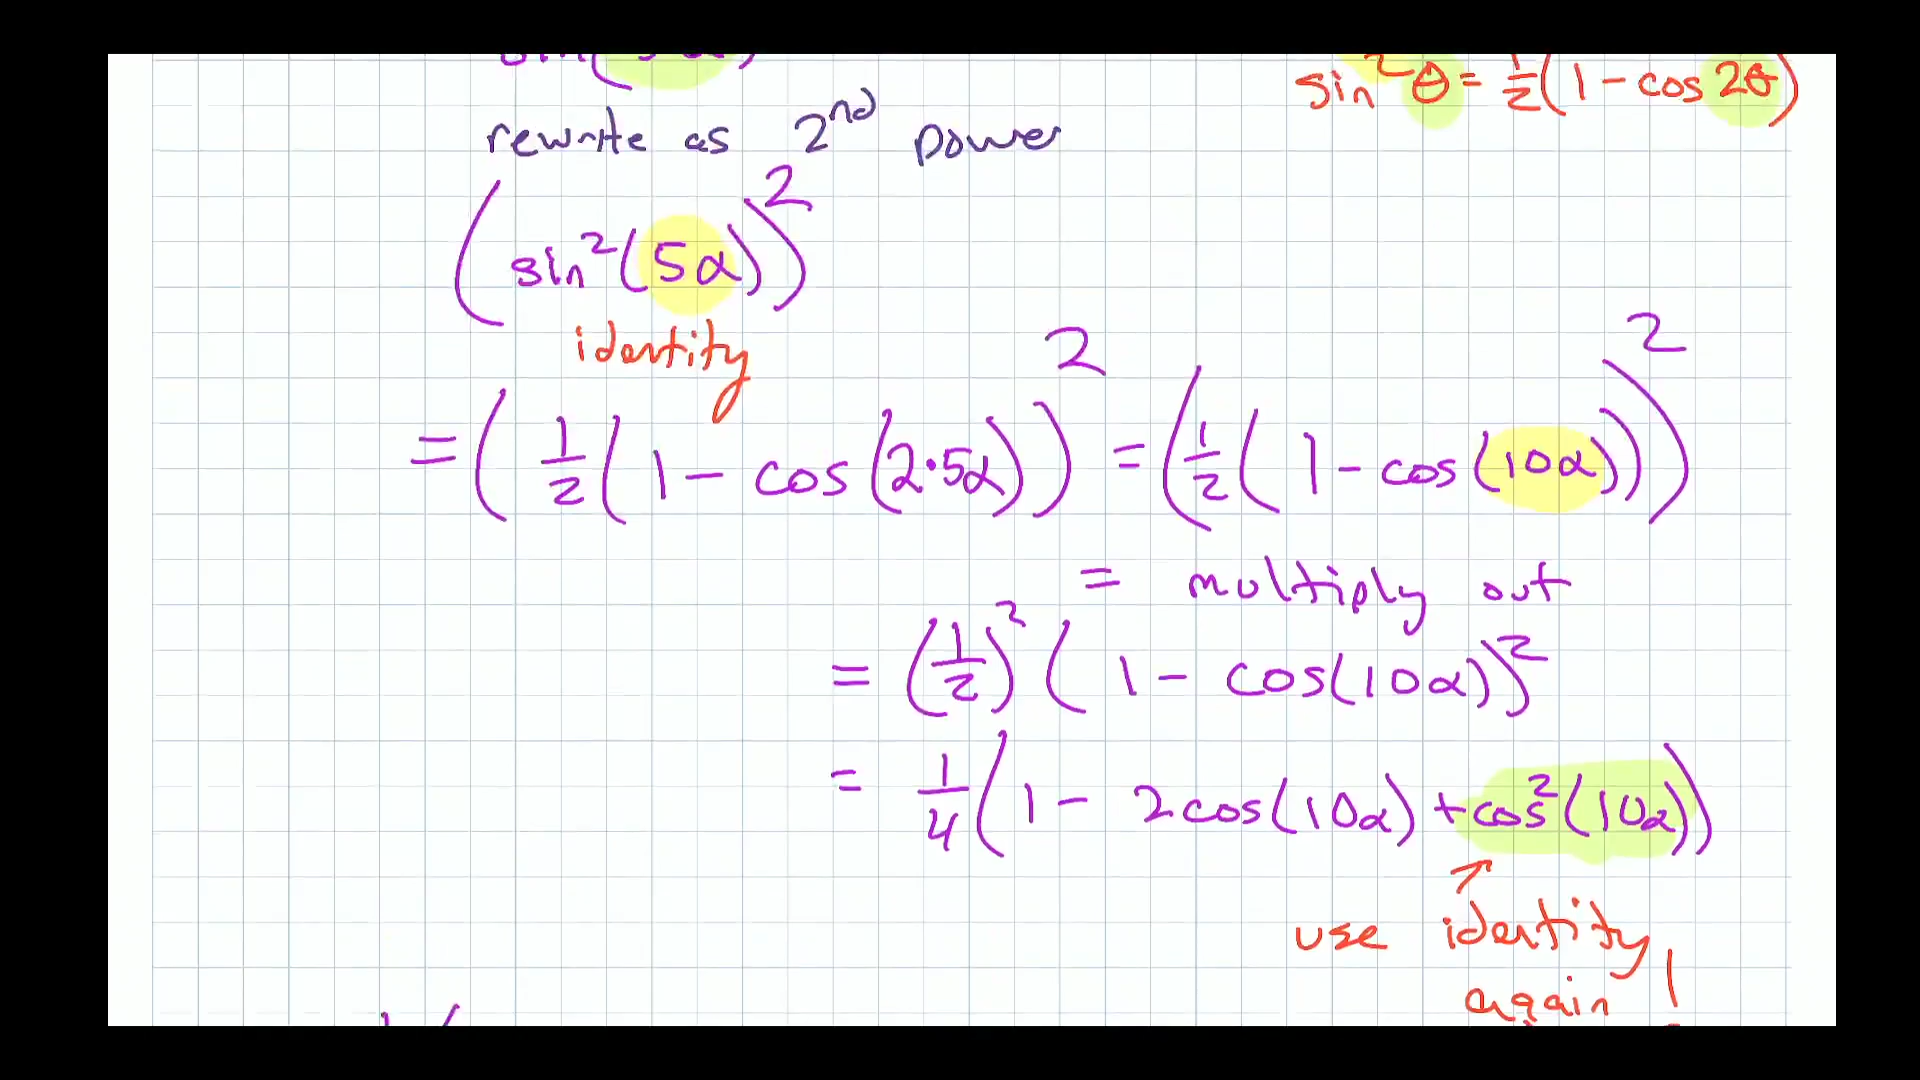 sin²θ = 1/2(1 - cos 2θ)
rewrite as 2nd power
(sin²(5α))²
identity
= (1/2(1 - cos(2·5α))² = (1/2(1 - cos(10α)))²
= multiply out
= (1/2)² (1 - cos(10α))²
= 1/4(1 - 2cos(10α) + cos²(10α))
↗
use identity
again !